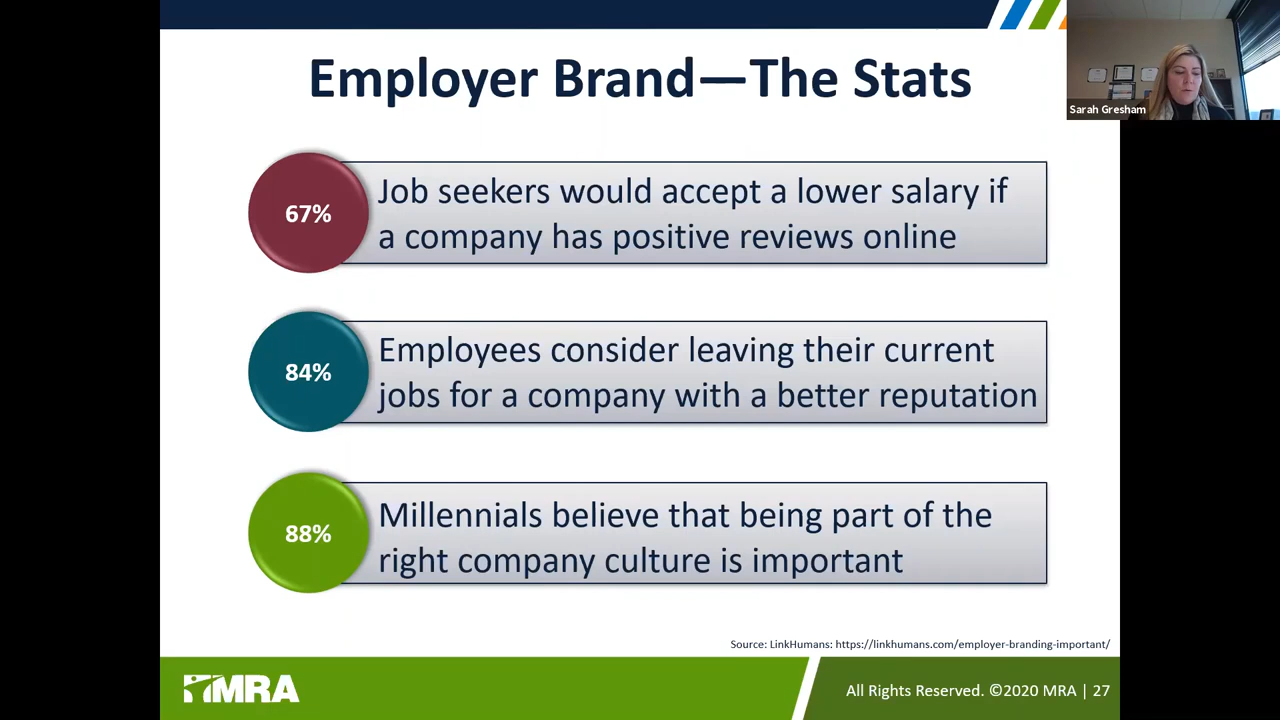 Employer Brand—The Stats
Sarah Gresham
67%
Job seekers would accept a lower salary if
a company has positive reviews online
84%
Employees consider leaving their current
jobs for a company with a better reputation
88%
Millennials believe that being part of the
right company culture is important
Source: LinkHumans: https://linkhumans.com/employer-branding-important/
MRA
All Rights Reserved. ©2020 MRA | 27